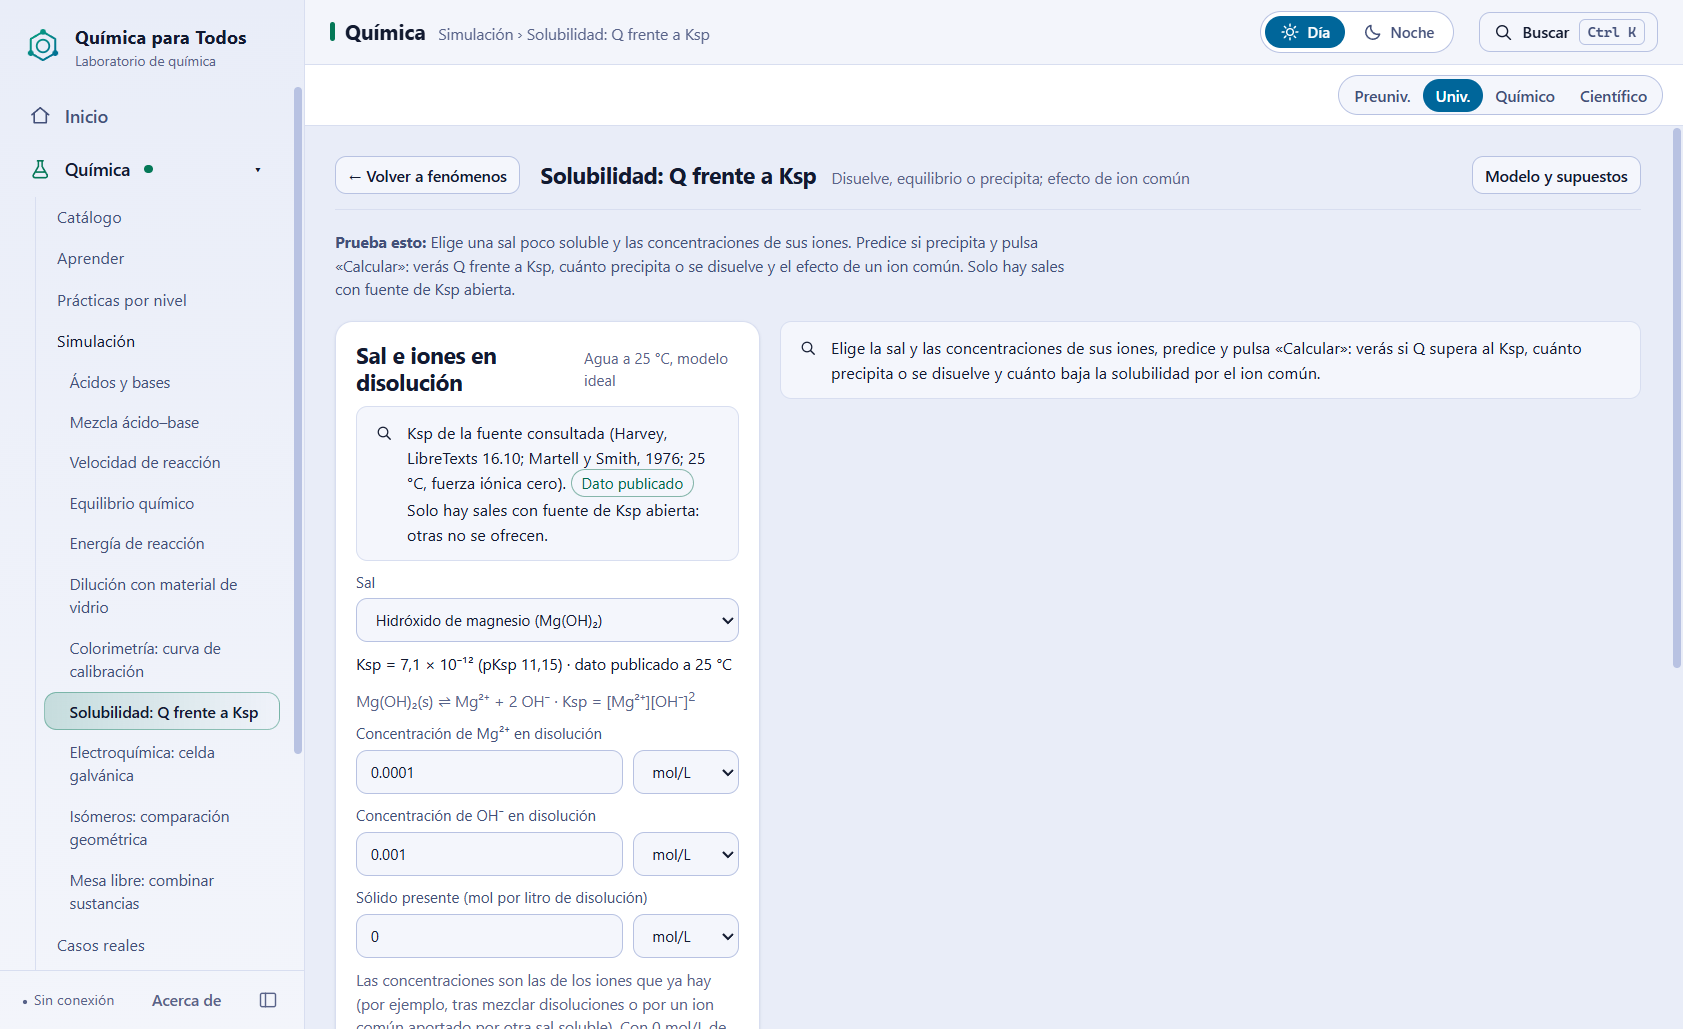 Química para Todos
Laboratorio de química
Inicio
Química
Catálogo
Aprender
Prácticas por nivel
Simulación
Ácidos y bases
Mezcla ácido–base
Velocidad de reacción
Equilibrio químico
Energía de reacción
Dilución con material de
vidrio
Colorimetría: curva de
calibración
Solubilidad: Q frente a Ksp
Electroquímica: celda
galvánica
Isómeros: comparación
geométrica
Mesa libre: combinar
sustancias
Casos reales
• Sin conexión
Acerca de
Química
Simulación › Solubilidad: Q frente a Ksp
Día
Noche
Buscar
Ctrl K
Preuniv.
Univ.
Químico
Científico
← Volver a fenómenos
Solubilidad: Q frente a Ksp
Disuelve, equilibrio o precipita; efecto de ion común
Modelo y supuestos
Prueba esto: Elige una sal poco soluble y las concentraciones de sus iones. Predice si precipita y pulsa
«Calcular»: verás Q frente a Ksp, cuánto precipita o se disuelve y el efecto de un ion común. Solo hay sales
con fuente de Ksp abierta.
Sal e iones en
disolución
Agua a 25 °C, modelo
ideal
Ksp de la fuente consultada (Harvey,
LibreTexts 16.10; Martell y Smith, 1976; 25
°C, fuerza iónica cero). Dato publicado
Solo hay sales con fuente de Ksp abierta:
otras no se ofrecen.
Sal
Hidróxido de magnesio (Mg(OH)₂)
Ksp = 7,1 × 10⁻¹² (pKsp 11,15) · dato publicado a 25 °C
Mg(OH)₂(s) ⇌ Mg²⁺ + 2 OH⁻ · Ksp = [Mg²⁺][OH⁻]²
Concentración de Mg²⁺ en disolución
0.0001
mol/L
Concentración de OH⁻ en disolución
0.001
mol/L
Sólido presente (mol por litro de disolución)
0
mol/L
Las concentraciones son las de los iones que ya hay
(por ejemplo, tras mezclar disoluciones o por un ion
común aportado por otra sal soluble). Con 0 mol/L de
Elige la sal y las concentraciones de sus iones, predice y pulsa «Calcular»: verás si Q supera al Ksp, cuánto
precipita o se disuelve y cuánto baja la solubilidad por el ion común.